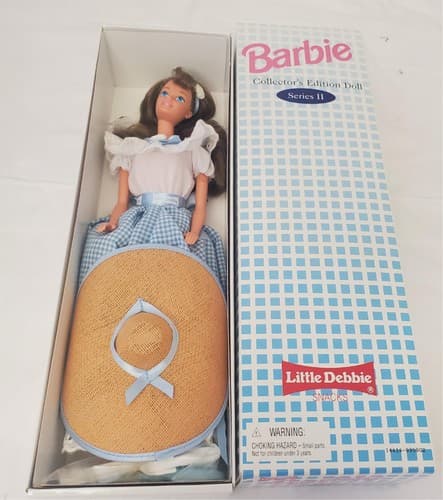 Barbie
Collector's Edition Doll
Series II
Little Debbie ®
SNACKS
WARNING:
CHOKING HAZARD - Small parts.
Not for children under 3 years.